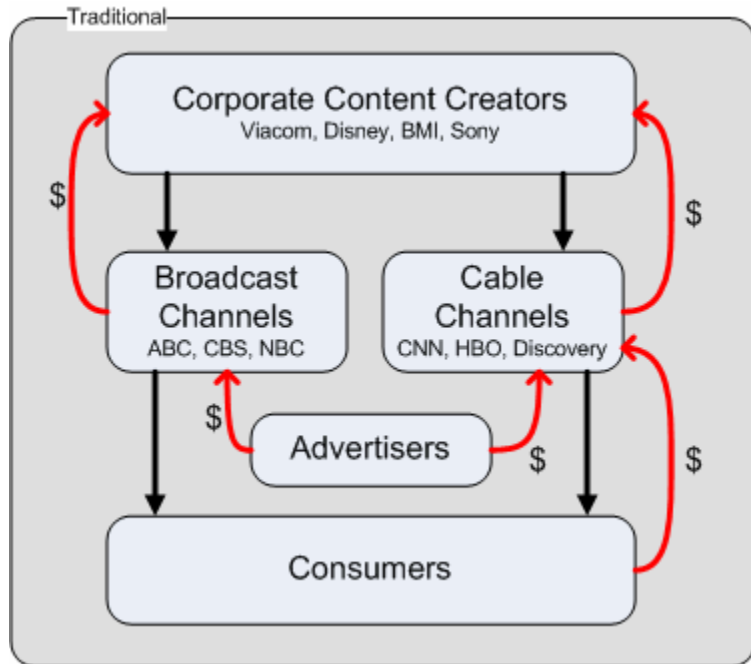 Traditional
Corporate Content Creators
Viacom, Disney, BMI, Sony
$
$
Broadcast
Channels
ABC, CBS, NBC
Cable
Channels
CNN, HBO, Discovery
$
Advertisers
$
$
Consumers